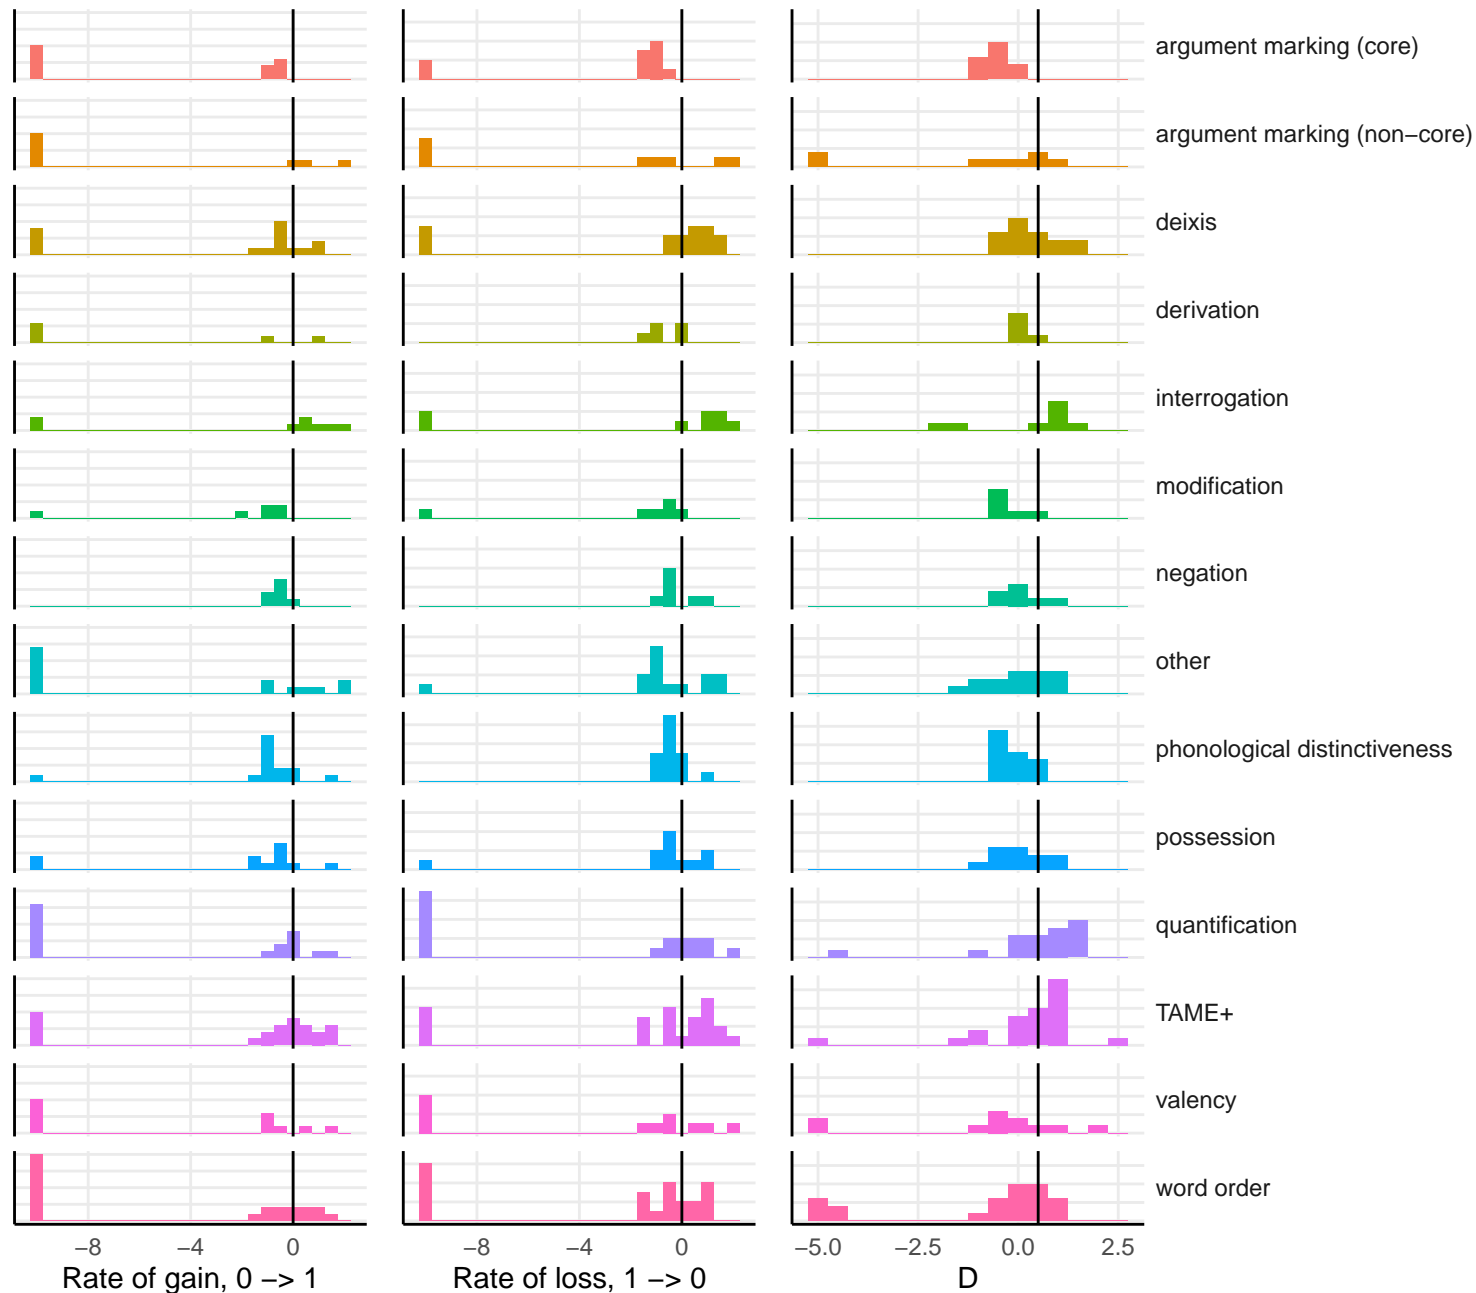 argument marking (core)
argument marking (non−core)
deixis
derivation
interrogation
modification
negation
other
phonological distinctiveness
possession
quantification
TAME+
valency
word order
−8 −4 0 −8 −4 0 −5.0 −2.5 0.0 2.5
Rate of gain, 0 −> 1 Rate of loss, 1 −> 0 D